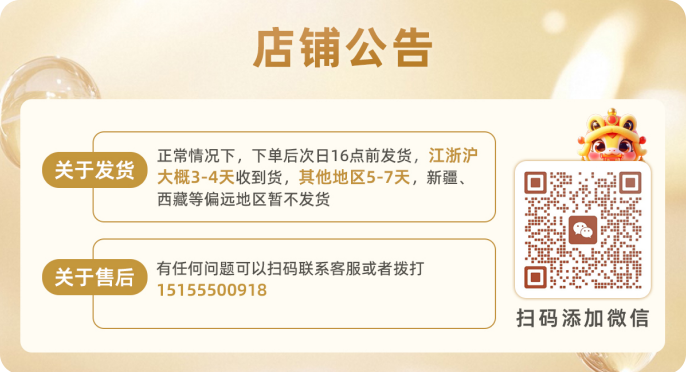 店铺公告
关于发货
正常情况下，下单后次日16点前发货，江浙沪
大概3-4天收到货，其他地区5-7天，新疆、
西藏等偏远地区暂不发货
关于售后
有任何问题可以扫码联系客服或者拨打
15155500918
扫码添加微信